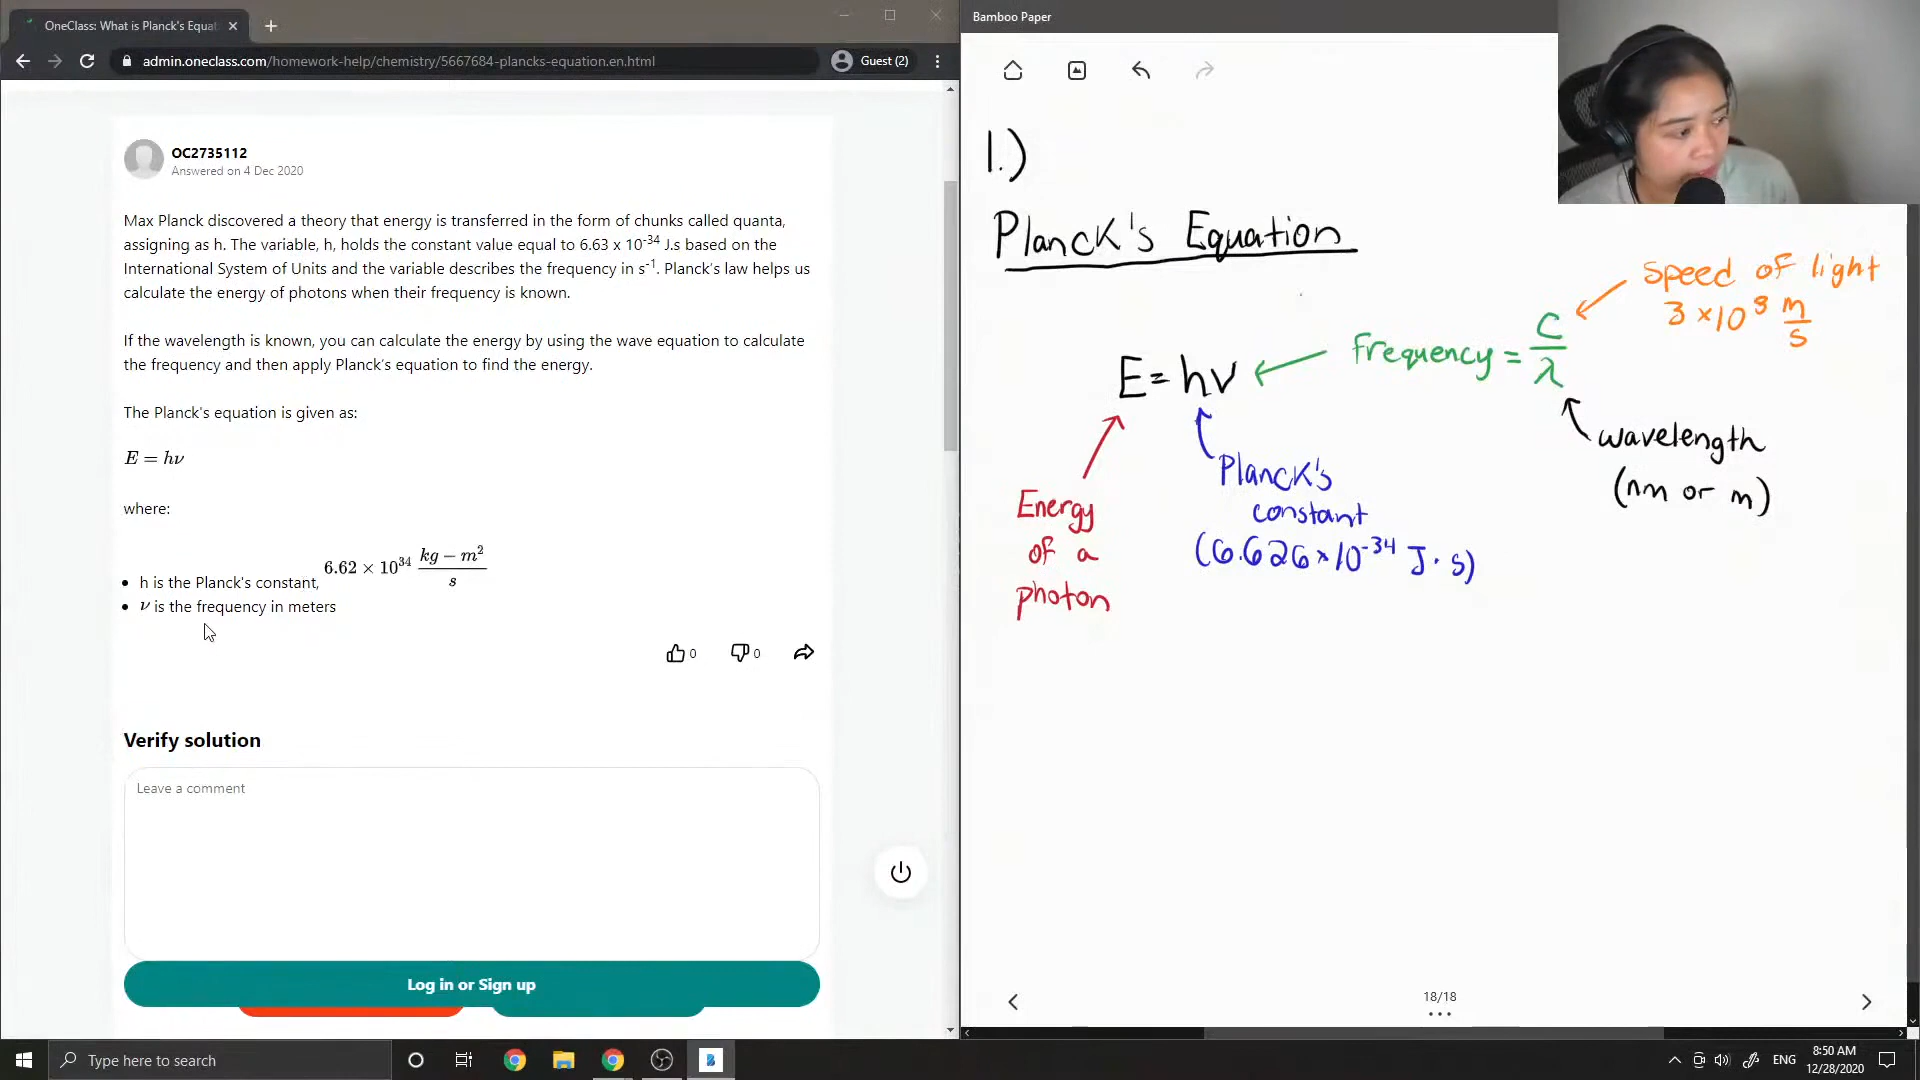 OneClass: What is Planck's Equat
admin.oneclass.com/homework-help/chemistry/5667684-plancks-equation.en.html
Guest (2)
OC2735112
Answered on 4 Dec 2020
Max Planck discovered a theory that energy is transferred in the form of chunks called quanta,
assigning as h. The variable, h, holds the constant value equal to 6.63 x 10⁻³⁴ J.s based on the
International System of Units and the variable describes the frequency in s⁻¹. Planck's law helps us
calculate the energy of photons when their frequency is known.
If the wavelength is known, you can calculate the energy by using the wave equation to calculate
the frequency and then apply Planck's equation to find the energy.
The Planck's equation is given as:
E = hν
where:
• h is the Planck's constant, 6.62 × 10³⁴ kg − m² / s
• ν is the frequency in meters
0
0
Verify solution
Leave a comment
Log in or Sign up
Bamboo Paper
1.)
Planck's Equation
speed of light
3 × 10⁸ m/s
frequency = c/λ
E = hν
wavelength
(nm or m)
Planck's
constant
(6.626 × 10⁻³⁴ J · s)
Energy
of a
photon
18/18
Type here to search
ENG
8:50 AM
12/28/2020